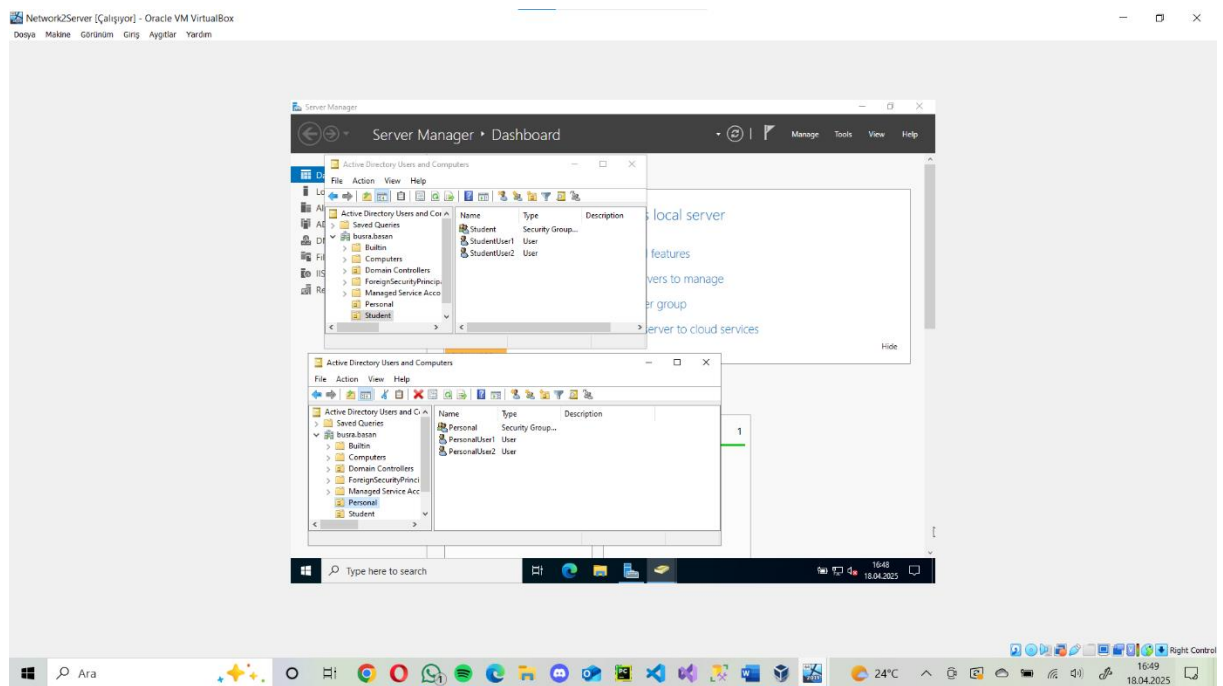 Network2Server [Çalışıyor] - Oracle VM VirtualBox
Dosya Makine Görünüm Giriş Aygıtlar Yardım
Server Manager
Server Manager • Dashboard
Manage Tools View Help
Active Directory Users and Computers
File Action View Help
Active Directory Users and Cor
Saved Queries
busra.basan
Builtin
Computers
Domain Controllers
ForeignSecurityPrincip
Managed Service Acco
Personal
Student
Name Type Description
Student Security Group...
StudentUser1 User
StudentUser2 User
local server
features
vers to manage
er group
erver to cloud services
Hide
Active Directory Users and Computers
File Action View Help
Active Directory Users and C
Saved Queries
busra.basan
Builtin
Computers
Domain Controllers
ForeignSecurityPrinci
Managed Service Acc
Personal
Student
Name Type Description
Personal Security Group...
PersonalUser1 User
PersonalUser2 User
1
Type here to search
16:48
18.04.2025
Right Control
Ara
24°C
16:49
18.04.2025